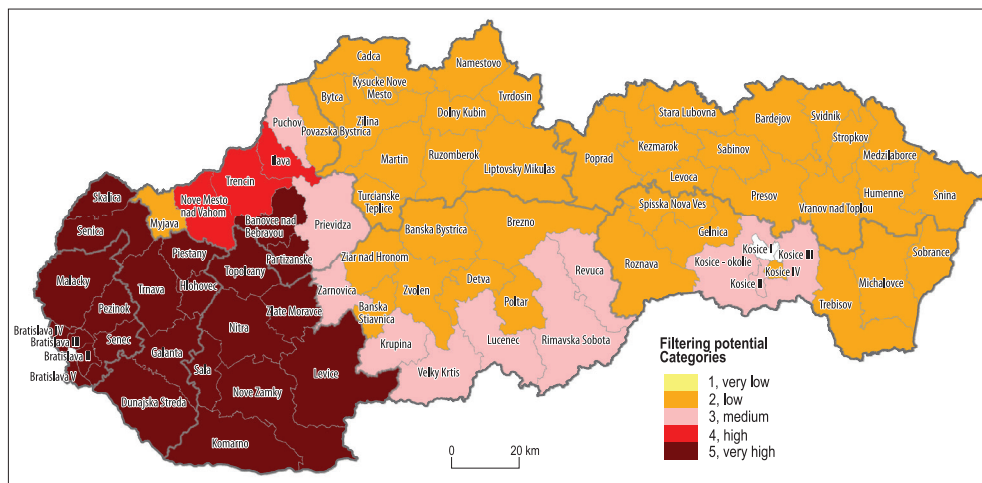 Cadca
Namestovo
Kysucke Nove
Mesto
Bytca
Tvrdosin
Puchov
Zilina
Dolny Kubin
Povazska Bystrica
Stara Lubovna
Bardejov
Svidnik
Stropkov
Ilava
Martin
Ruzomberok
Liptovsky Mikulas
Poprad
Kezmarok
Sabinov
Medzilaborce
Trencin
Levoca
Skalica
Nove Mesto
nad Vahom
Turcianske
Teplice
Presov
Humenne
Snina
Myjava
Prievidza
Spisska Nova Ves
Vranov nad Toplou
Senica
Banovce nad
Bebravou
Banska Bystrica
Brezno
Gelnica
Piestany
Partizanske
Ziar nad Hronom
Kosice I
Kosice III
Sobrance
Malacky
Topolcany
Revuca
Roznava
Kosice - okolie
Kosice IV
Trnava
Hlohovec
Zarnovica
Zvolen
Detva
Kosice II
Michalovce
Pezinok
Zlate Moravce
Banska
Stiavnica
Poltar
Trebisov
Bratislava IV
Nitra
Bratislava III
Senec
Krupina
Lucenec
Rimavska Sobota
Bratislava II
Galanta
Sala
Levice
Velky Krtis
Bratislava V
Dunajska Streda
Nove Zamky
Komarno
Filtering potential
Categories
1, very low
2, low
3, medium
4, high
5, very high
0 20 km